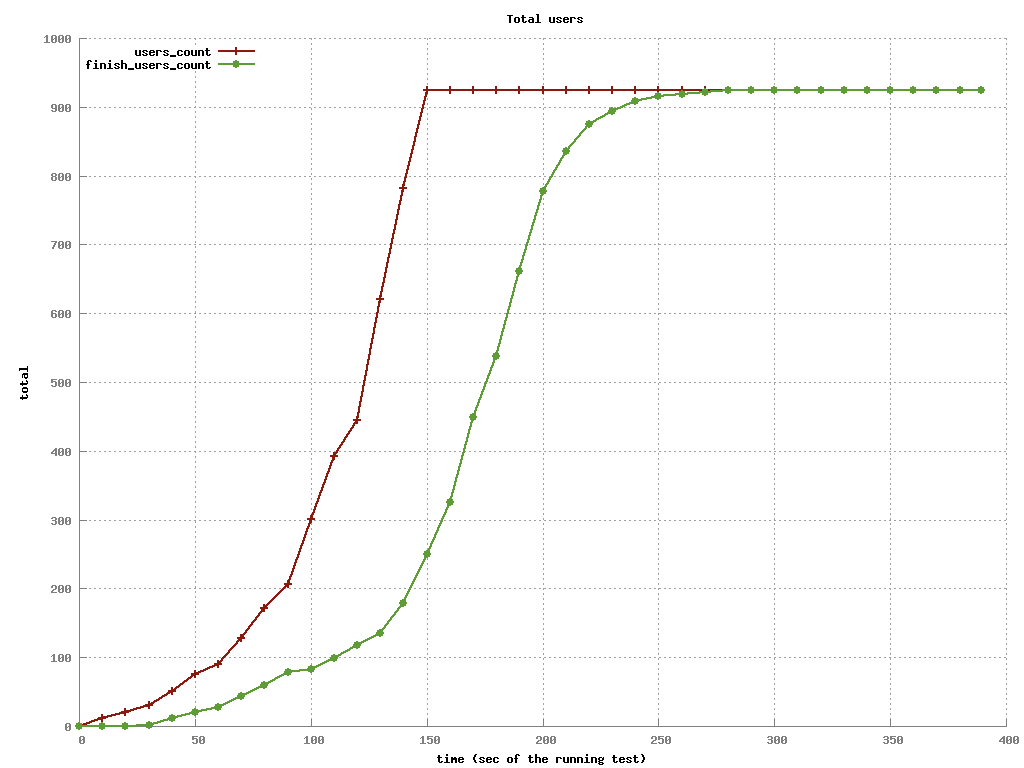 Total users
users_count
finish_users_count
1000
900
800
700
600
500
400
300
200
100
0
total
0 50 100 150 200 250 300 350 400
time (sec of the running test)